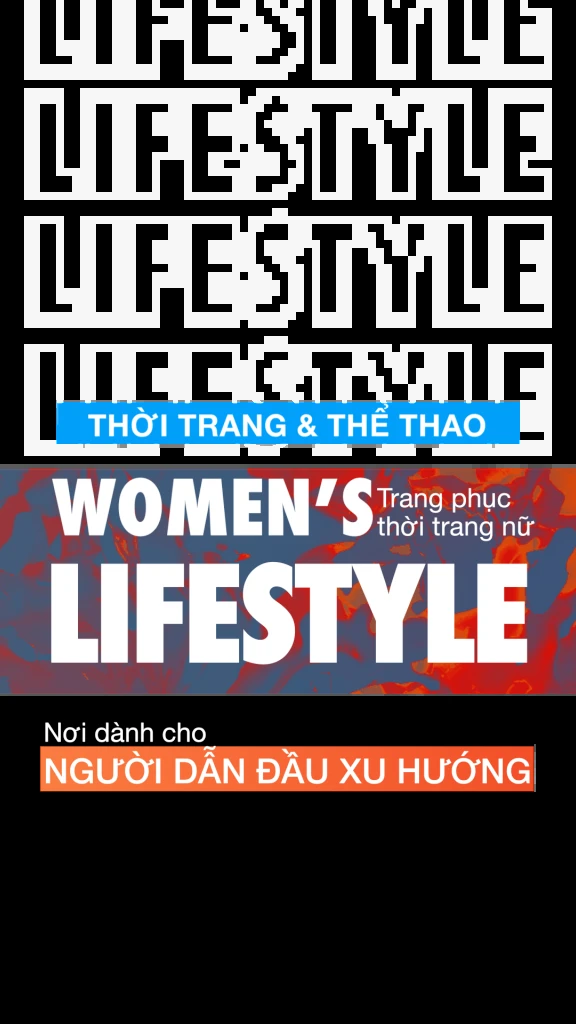 LIFESTYLE
LIFESTYLE
LIFESTYLE
LIFESTYLE
THỜI TRANG & THỂ THAO
WOMEN’S
Trang phục
thời trang nữ
LIFESTYLE
Nơi dành cho
NGƯỜI DẪN ĐẦU XU HƯỚNG